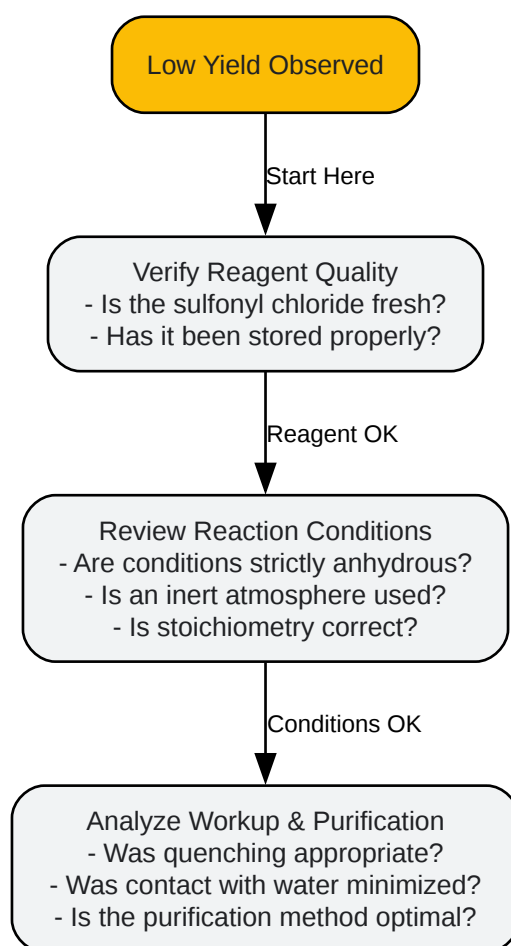 Low Yield Observed
Start Here
Verify Reagent Quality
- Is the sulfonyl chloride fresh?
- Has it been stored properly?
Reagent OK
Review Reaction Conditions
- Are conditions strictly anhydrous?
- Is an inert atmosphere used?
- Is stoichiometry correct?
Conditions OK
Analyze Workup & Purification
- Was quenching appropriate?
- Was contact with water minimized?
- Is the purification method optimal?